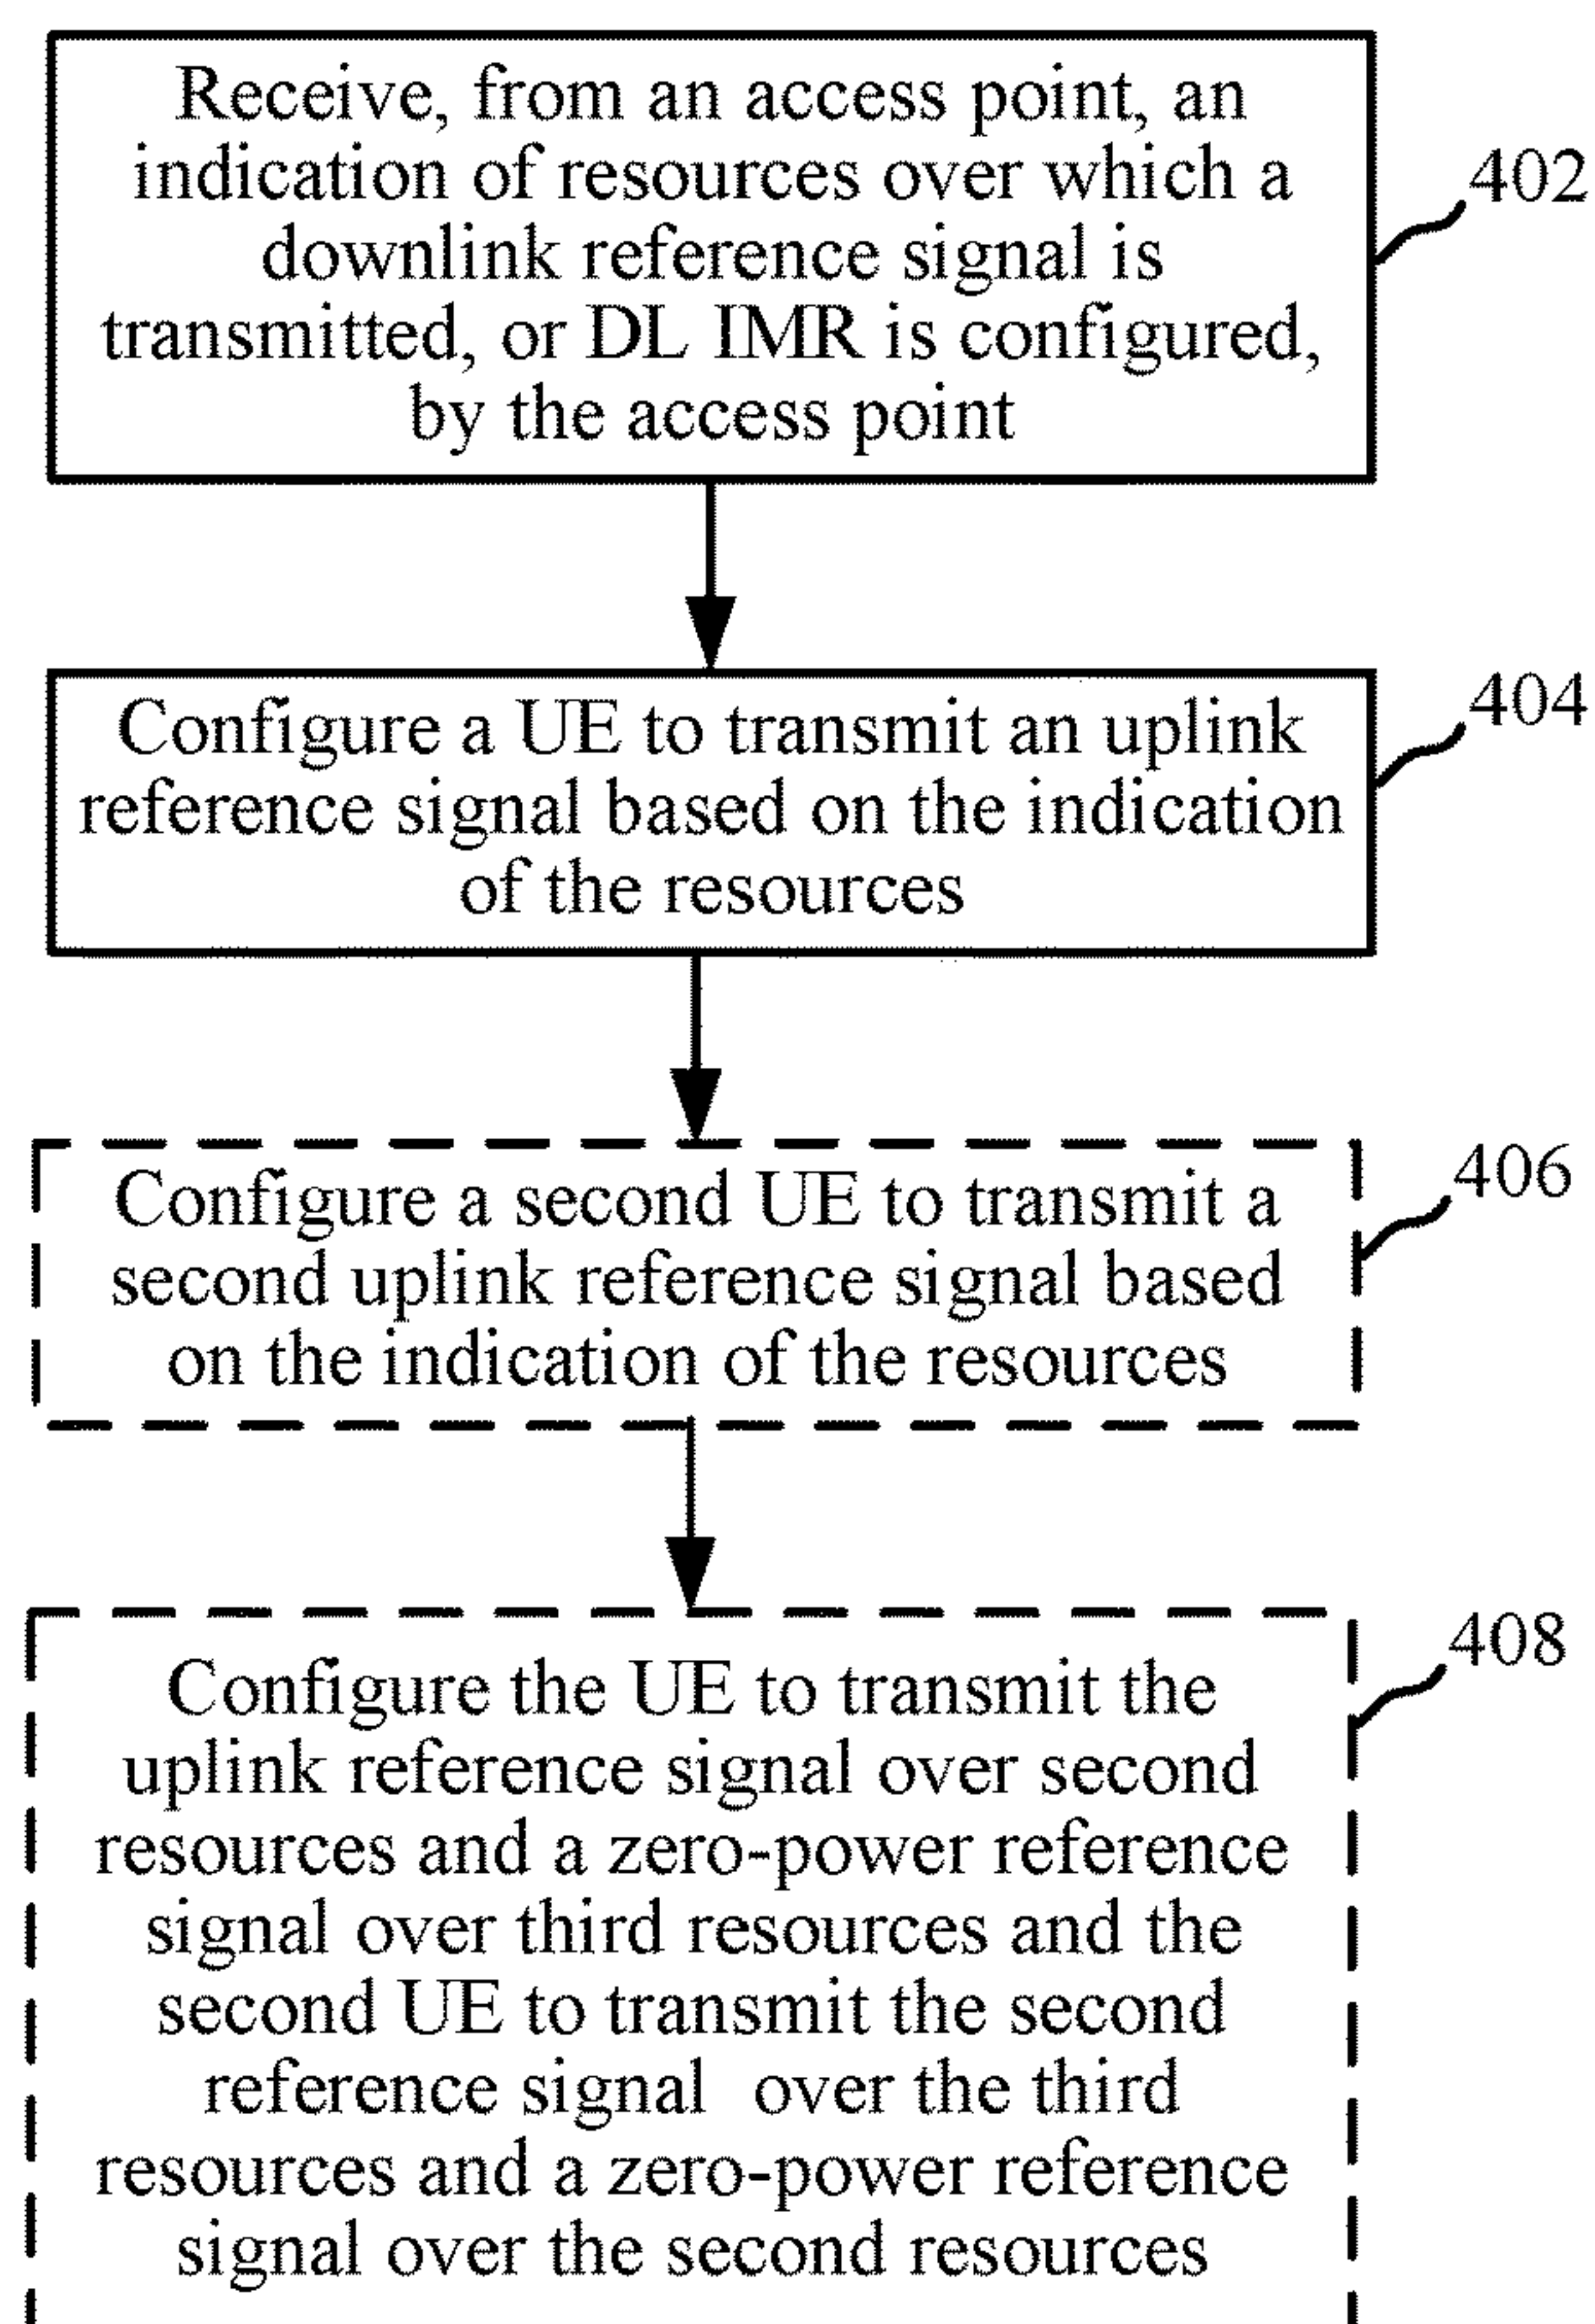 Receive, from an access point, an
indication of resources over which a
downlink reference signal is
transmitted, or DL IMR is configured,
by the access point
402
Configure a UE to transmit an uplink
reference signal based on the indication
of the resources
404
Configure a second UE to transmit a
second uplink reference signal based
on the indication of the resources
406
Configure the UE to transmit the
uplink reference signal over second
resources and a zero-power reference
signal over third resources and the
second UE to transmit the second
reference signal over the third
resources and a zero-power reference
signal over the second resources
408